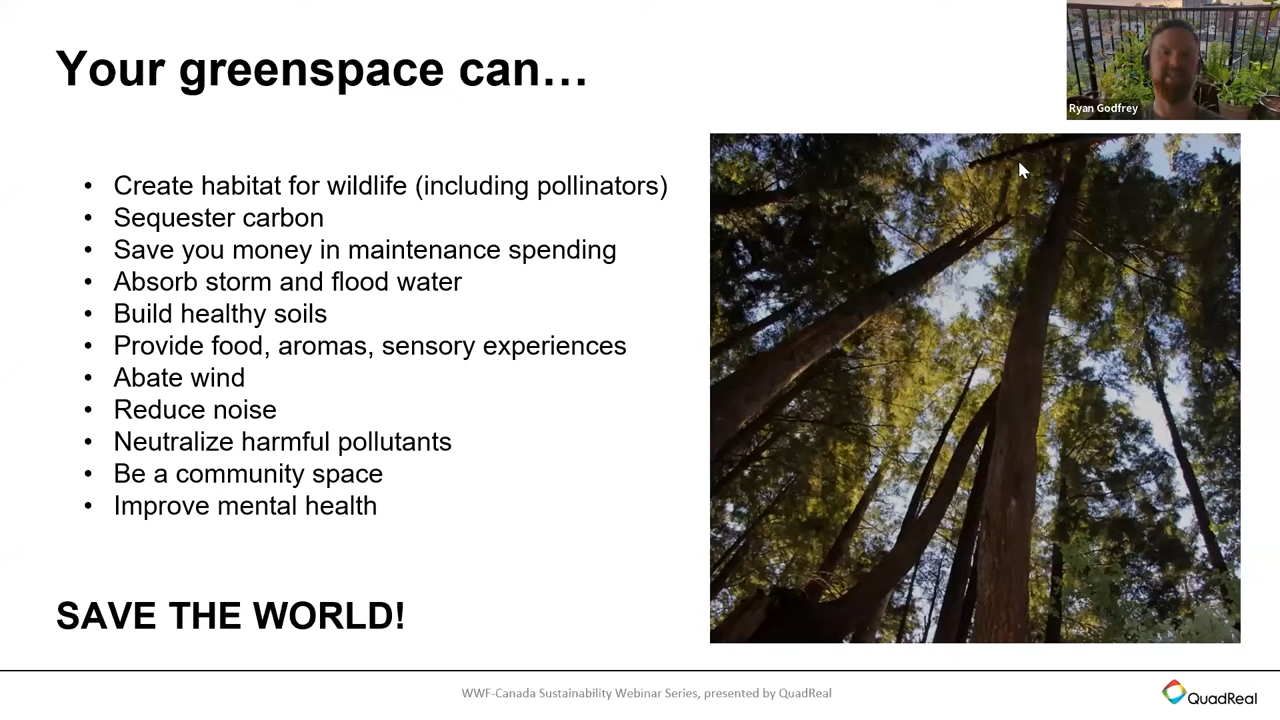 Your greenspace can…
Ryan Godfrey
• Create habitat for wildlife (including pollinators)
• Sequester carbon
• Save you money in maintenance spending
• Absorb storm and flood water
• Build healthy soils
• Provide food, aromas, sensory experiences
• Abate wind
• Reduce noise
• Neutralize harmful pollutants
• Be a community space
• Improve mental health
SAVE THE WORLD!
WWF-Canada Sustainability Webinar Series, presented by QuadReal
QuadReal